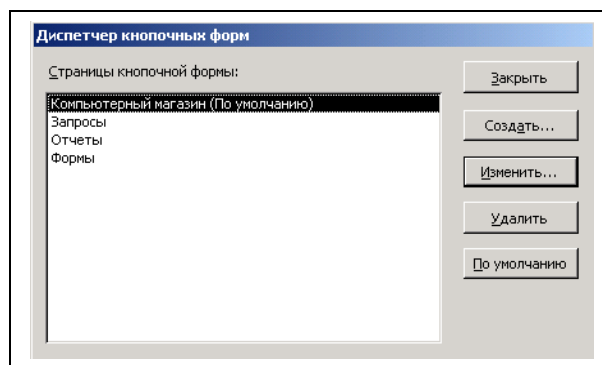 Диспетчер кнопочных форм
Страницы кнопочной формы:
Компьютерный магазин (По умолчанию)
Запросы
Отчеты
Формы
Закрыть
Создать...
Изменить...
Удалить
По умолчанию